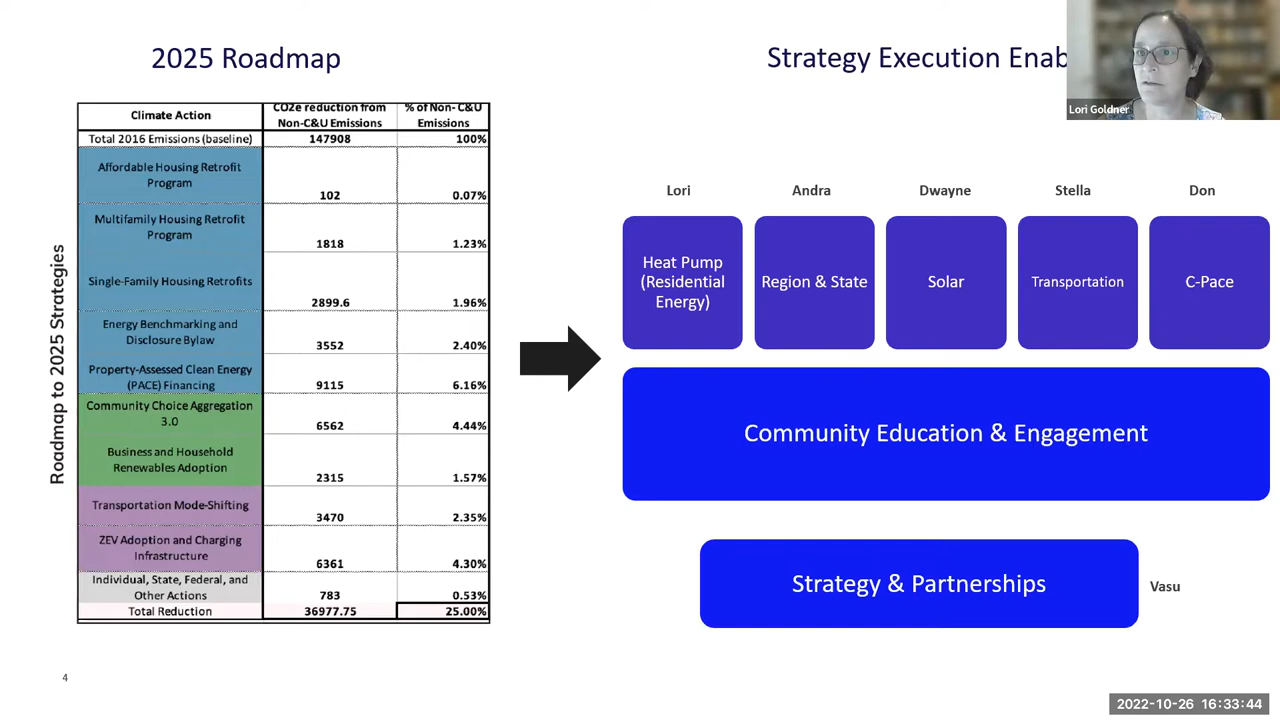 2025 Roadmap
Strategy Execution Enab
Lori Goldner
Roadmap to 2025 Strategies
Climate Action
CO2e reduction from
Non-C&U Emissions
% of Non- C&U
Emissions
Total 2016 Emissions (baseline) 147908 100%
Affordable Housing Retrofit
Program
102 0.07%
Multifamily Housing Retrofit
Program
1818 1.23%
Single-Family Housing Retrofits
2899.6 1.96%
Energy Benchmarking and
Disclosure Bylaw
3552 2.40%
Property-Assessed Clean Energy
(PACE) Financing
9115 6.16%
Community Choice Aggregation
3.0
6562 4.44%
Business and Household
Renewables Adoption
2315 1.57%
Transportation Mode-Shifting
3470 2.35%
ZEV Adoption and Charging
Infrastructure
6361 4.30%
Individual, State, Federal, and
Other Actions
783 0.53%
Total Reduction 36977.75 25.00%
Lori
Andra
Dwayne
Stella
Don
Heat Pump
(Residential
Energy)
Region & State
Solar
Transportation
C-Pace
Community Education & Engagement
Strategy & Partnerships
Vasu
4
2022-10-26 16:33:44